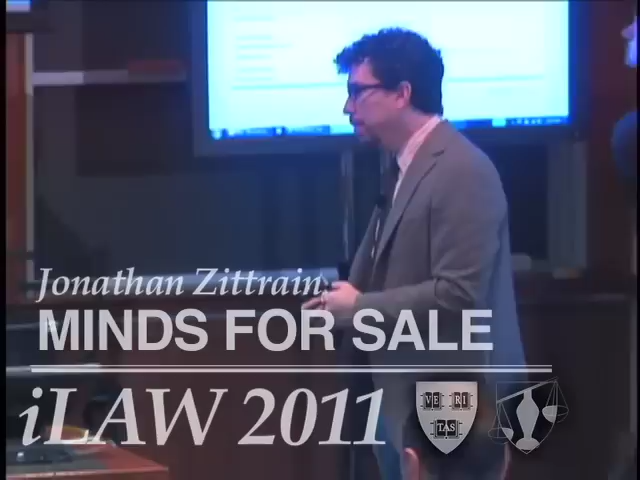 Jonathan Zittrain
MINDS FOR SALE
iLAW 2011
VE RI
TAS